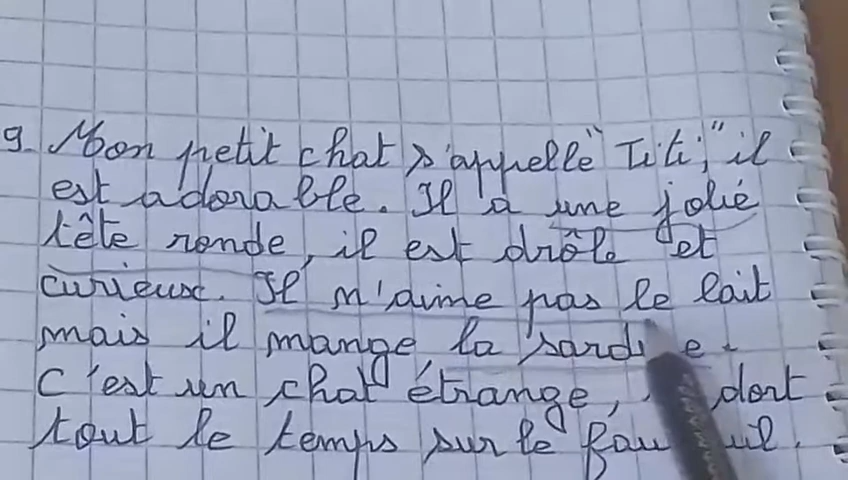 9. Mon petit chat s'appelle "Titi", il
est adorable. Il a une jolie
tête ronde, il est drôle et
curieux. Il n'aime pas le lait
mais il mange la
C'est un chat étrange, dort
tout le temps sur le